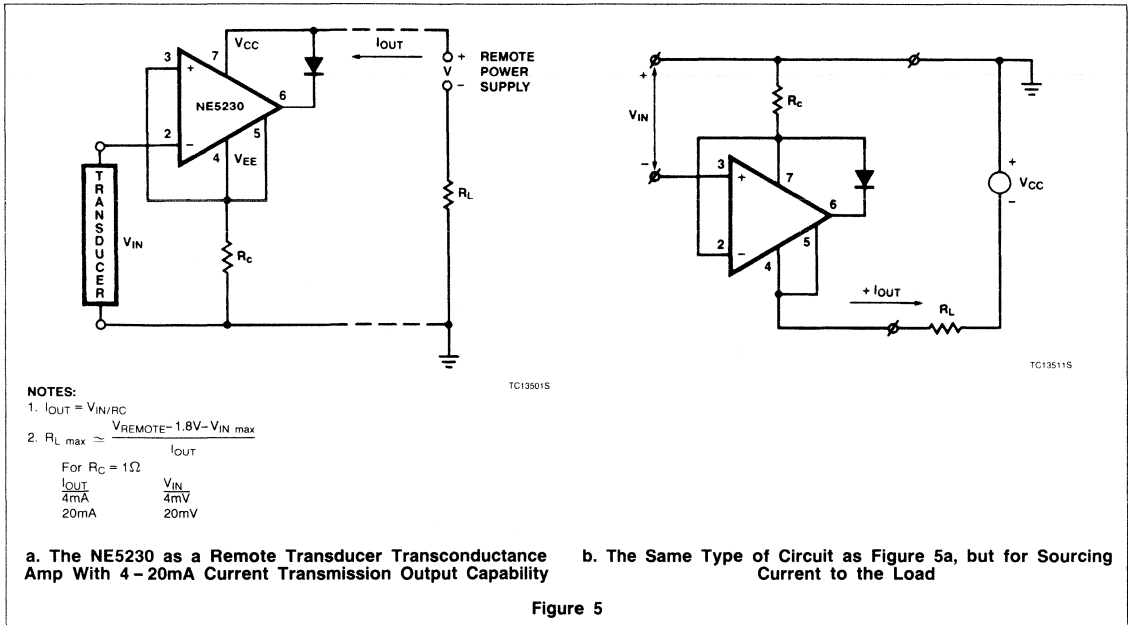 VCC
IOUT
3
7
+
+ REMOTE
V POWER
− SUPPLY
NE5230
6
2
−
5
4
VEE
RL
TRANSDUCER
VIN
Rc
TC13501S
+
VIN
−
Rc
3
7
+
6
2
−
5
4
+
VCC
−
+ IOUT
RL
TC13511S
NOTES:
1. IOUT = VIN/RC
2. RL max ≃ VREMOTE−1.8V−VIN max
IOUT
For RC = 1Ω
IOUT VIN
4mA 4mV
20mA 20mV
a. The NE5230 as a Remote Transducer Transconductance
Amp With 4 – 20mA Current Transmission Output Capability
b. The Same Type of Circuit as Figure 5a, but for Sourcing
Current to the Load
Figure 5